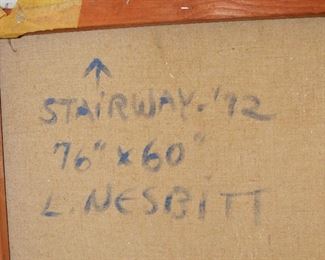 STAIRWAY. '72
76" x 60"
L. NESBITT